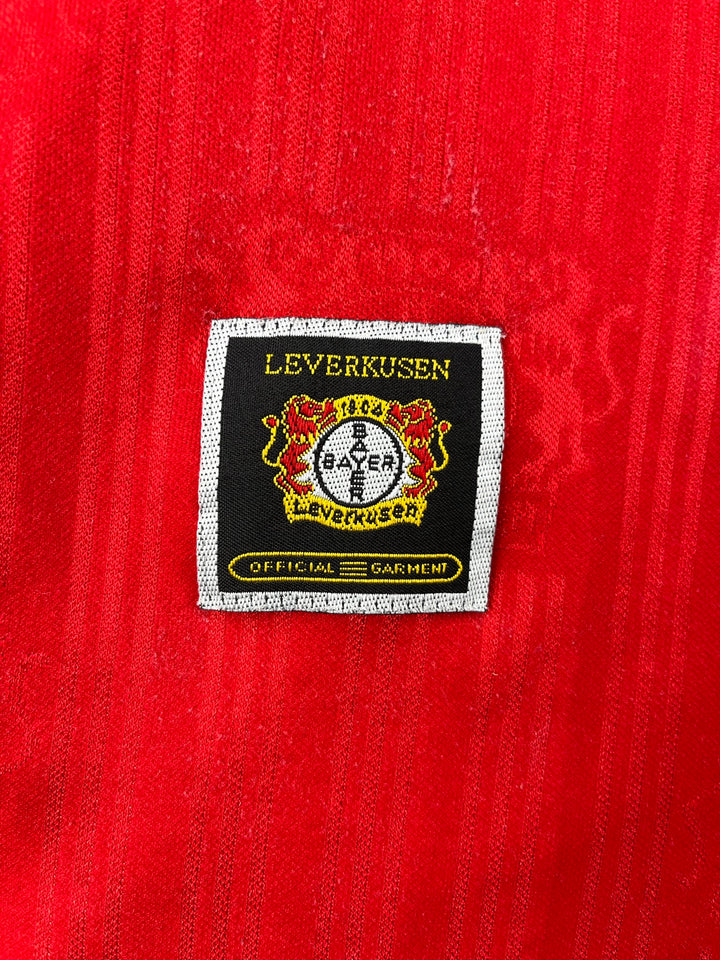 LEVERKUSEN
1904
BAYER
BAYER
Leverkusen
OFFICIAL GARMENT